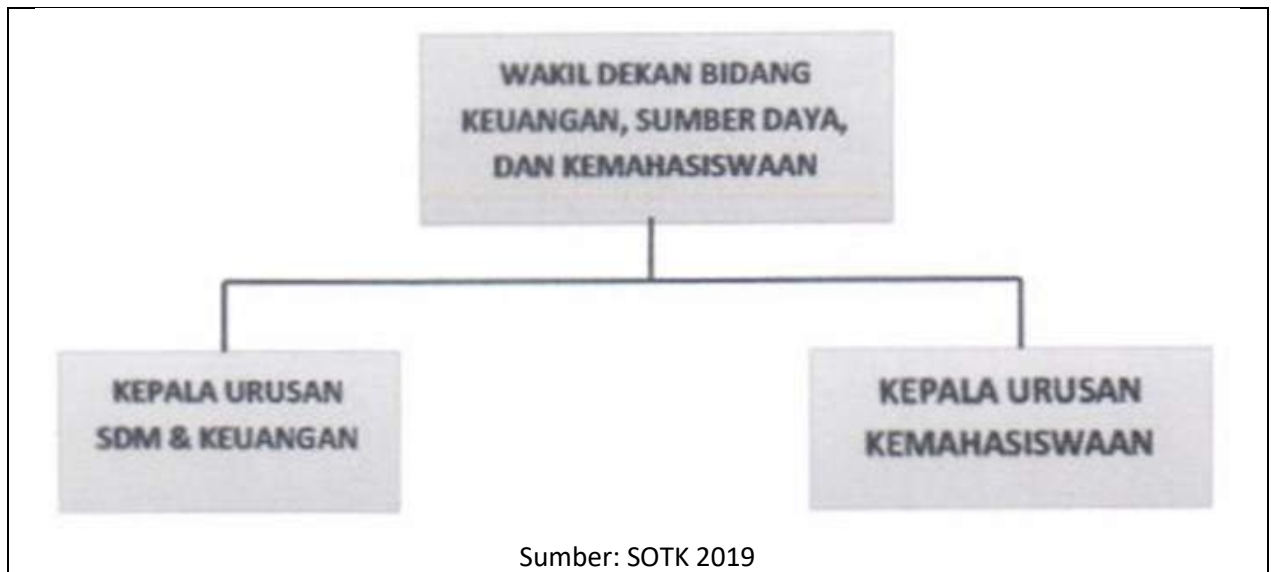 WAKIL DEKAN BIDANG
KEUANGAN, SUMBER DAYA,
DAN KEMAHASISWAAN
KEPALA URUSAN
SDM & KEUANGAN
KEPALA URUSAN
KEMAHASISWAAN
Sumber: SOTK 2019